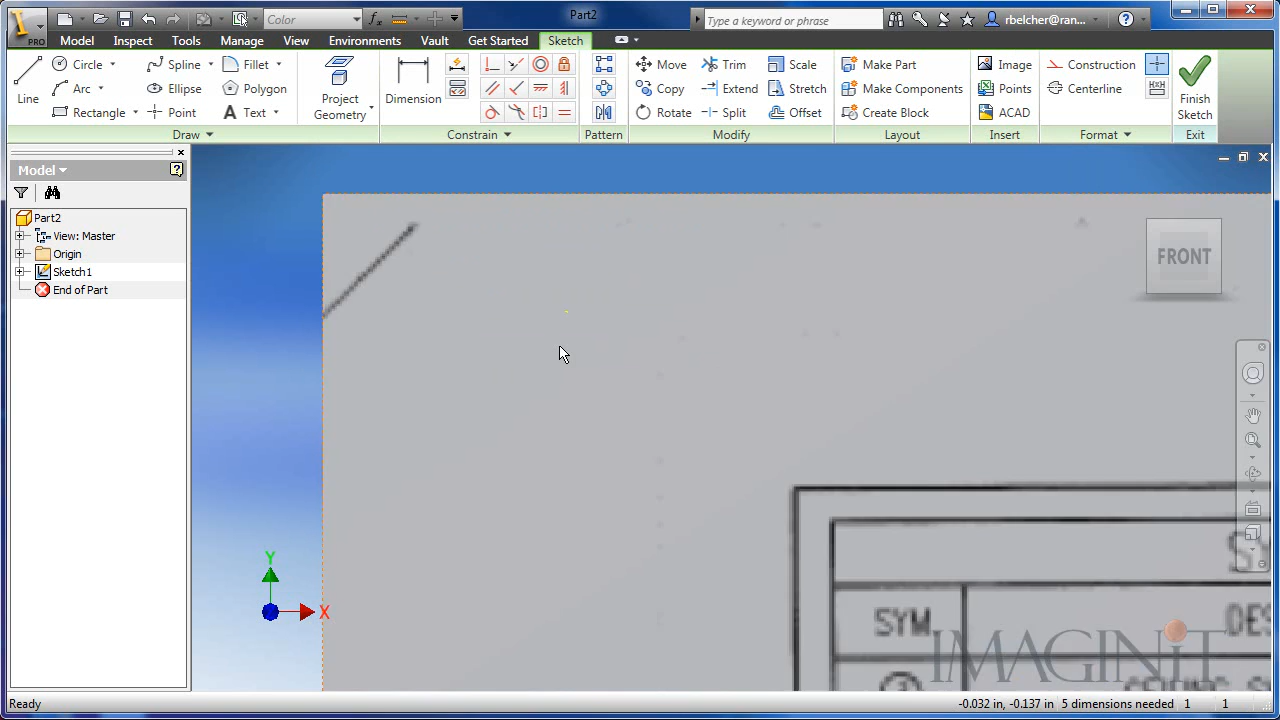 PRO
Color
Part2
Type a keyword or phrase
rbelcher@ran...
Model Inspect Tools Manage View Environments Vault Get Started Sketch
Line
Circle
Arc
Rectangle
Spline
Ellipse
Point
Fillet
Polygon
Text
Project Geometry
Dimension
Move
Copy
Rotate
Trim
Extend
Split
Scale
Stretch
Offset
Make Part
Make Components
Create Block
Image
Points
ACAD
Construction
Centerline
Finish Sketch
Draw
Constrain
Pattern
Modify
Layout
Insert
Format
Exit
Model
Part2
View: Master
Origin
Sketch1
End of Part
FRONT
Y
X
SYM
IMAGINiT
Ready
-0.032 in, -0.137 in 5 dimensions needed 1 1